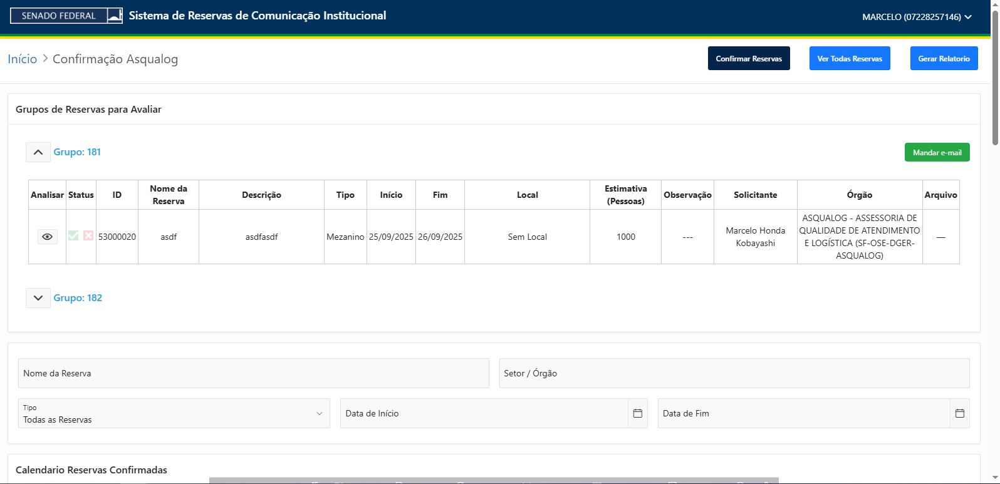 SENADO FEDERAL
Sistema de Reservas de Comunicação Institucional
MARCELO (07228257146)
Início > Confirmação Asqualog
Confirmar Reservas
Ver Todas Reservas
Gerar Relatorio
Grupos de Reservas para Avaliar
Grupo: 181
Mandar e-mail
Analisar Status ID Nome da Reserva Descrição Tipo Início Fim Local Estimativa (Pessoas) Observação Solicitante Órgão Arquivo
53000020 asdf asdfasdf Mezanino 25/09/2025 26/09/2025 Sem Local 1000 --- Marcelo Honda Kobayashi ASQUALOG - ASSESSORIA DE QUALIDADE DE ATENDIMENTO E LOGÍSTICA (SF-OSE-DGER-ASQUALOG) —
Grupo: 182
Nome da Reserva
Setor / Órgão
Tipo
Todas as Reservas
Data de Início
Data de Fim
Calendario Reservas Confirmadas